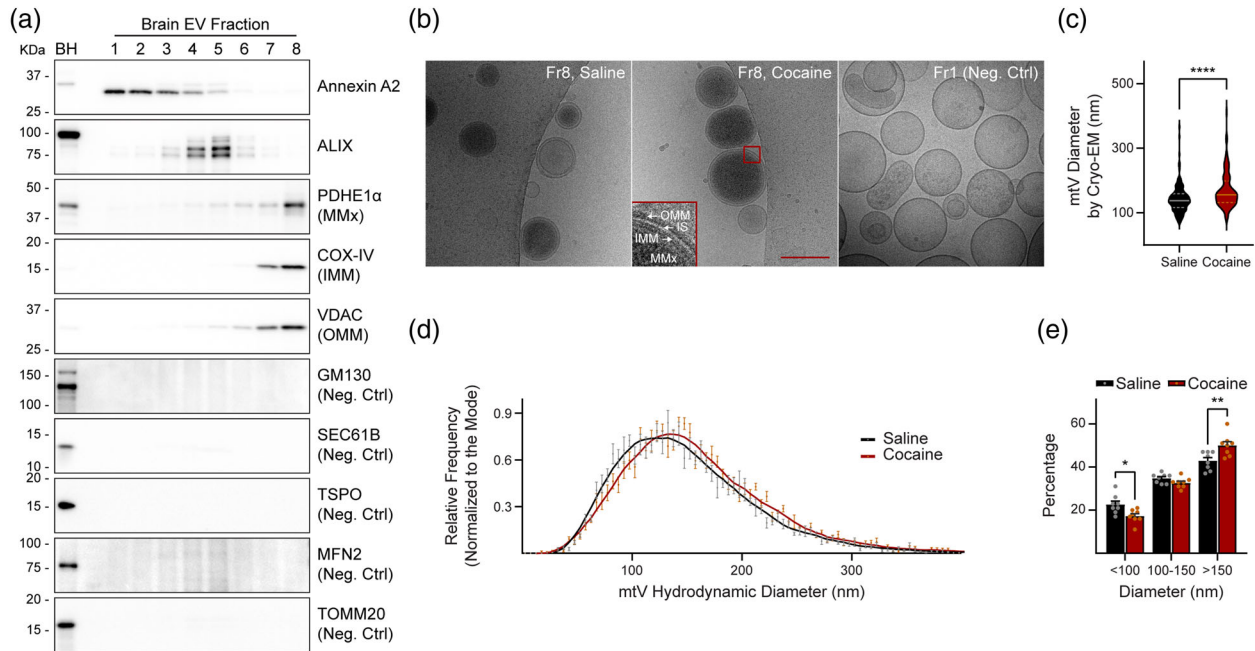 (a)
Brain EV Fraction
KDa BH 1 2 3 4 5 6 7 8
37 -
25 -
Annexin A2
100 -
75 -
ALIX
50 -
37 -
PDHE1α
(MMx)
20 -
15 -
COX-IV
(IMM)
37 -
25 -
VDAC
(OMM)
150 -
100 -
GM130
(Neg. Ctrl)
15 -
10 -
SEC61B
(Neg. Ctrl)
20 -
15 -
TSPO
(Neg. Ctrl)
100 -
75 -
MFN2
(Neg. Ctrl)
20 -
15 -
TOMM20
(Neg. Ctrl)
(b)
Fr8, Saline
Fr8, Cocaine
Fr1 (Neg. Ctrl)
OMM
IS
IMM
MMx
(c)
mtV Diameter
by Cryo-EM (nm)
500
300
100
****
Saline Cocaine
(d)
Relative Frequency
(Normalized to the Mode)
0.9
0.6
0.3
Saline
Cocaine
100 200 300
mtV Hydrodynamic Diameter (nm)
(e)
Saline Cocaine
Percentage
60
40
20
*
**
<100 100-150 >150
Diameter (nm)